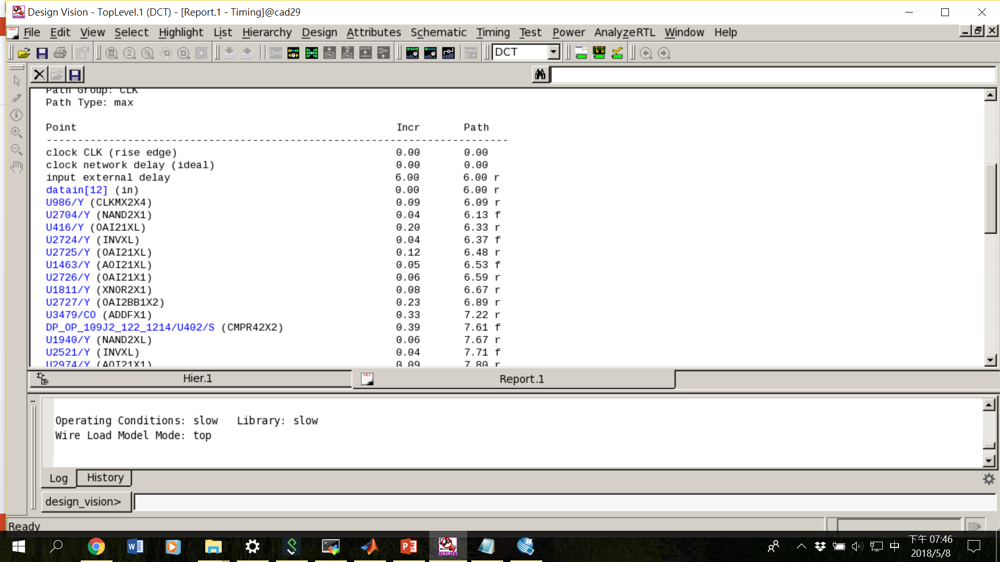 Design Vision - TopLevel.1 (DCT) - [Report.1 - Timing]@cad29
File Edit View Select Highlight List Hierarchy Design Attributes Schematic Timing Test Power AnalyzeRTL Window Help
DCT
Path Group: CLK
Path Type: max
Point Incr Path
---------------------------------------------------------------------------
clock CLK (rise edge) 0.00 0.00
clock network delay (ideal) 0.00 0.00
input external delay 6.00 6.00 r
datain[12] (in) 0.00 6.00 r
U986/Y (CLKMX2X4) 0.09 6.09 r
U2704/Y (NAND2X1) 0.04 6.13 f
U416/Y (OAI21XL) 0.20 6.33 r
U2724/Y (INVXL) 0.04 6.37 f
U2725/Y (OAI21XL) 0.12 6.48 r
U1463/Y (AOI21XL) 0.05 6.53 f
U2726/Y (OAI21X1) 0.06 6.59 r
U1811/Y (XNOR2X1) 0.08 6.67 r
U2727/Y (OAI2BB1X2) 0.23 6.89 r
U3479/CO (ADDFX1) 0.33 7.22 r
DP_OP_109J2_122_1214/U402/S (CMPR42X2) 0.39 7.61 f
U1940/Y (NAND2XL) 0.06 7.67 r
U2521/Y (INVXL) 0.04 7.71 f
U2974/Y (AOI21X1) 0.09 7.80 r
Hier.1
Report.1
Operating Conditions: slow Library: slow
Wire Load Model Mode: top
Log History
design_vision>
Ready
SYNOPSYS
中
下午 07:46
2018/5/8